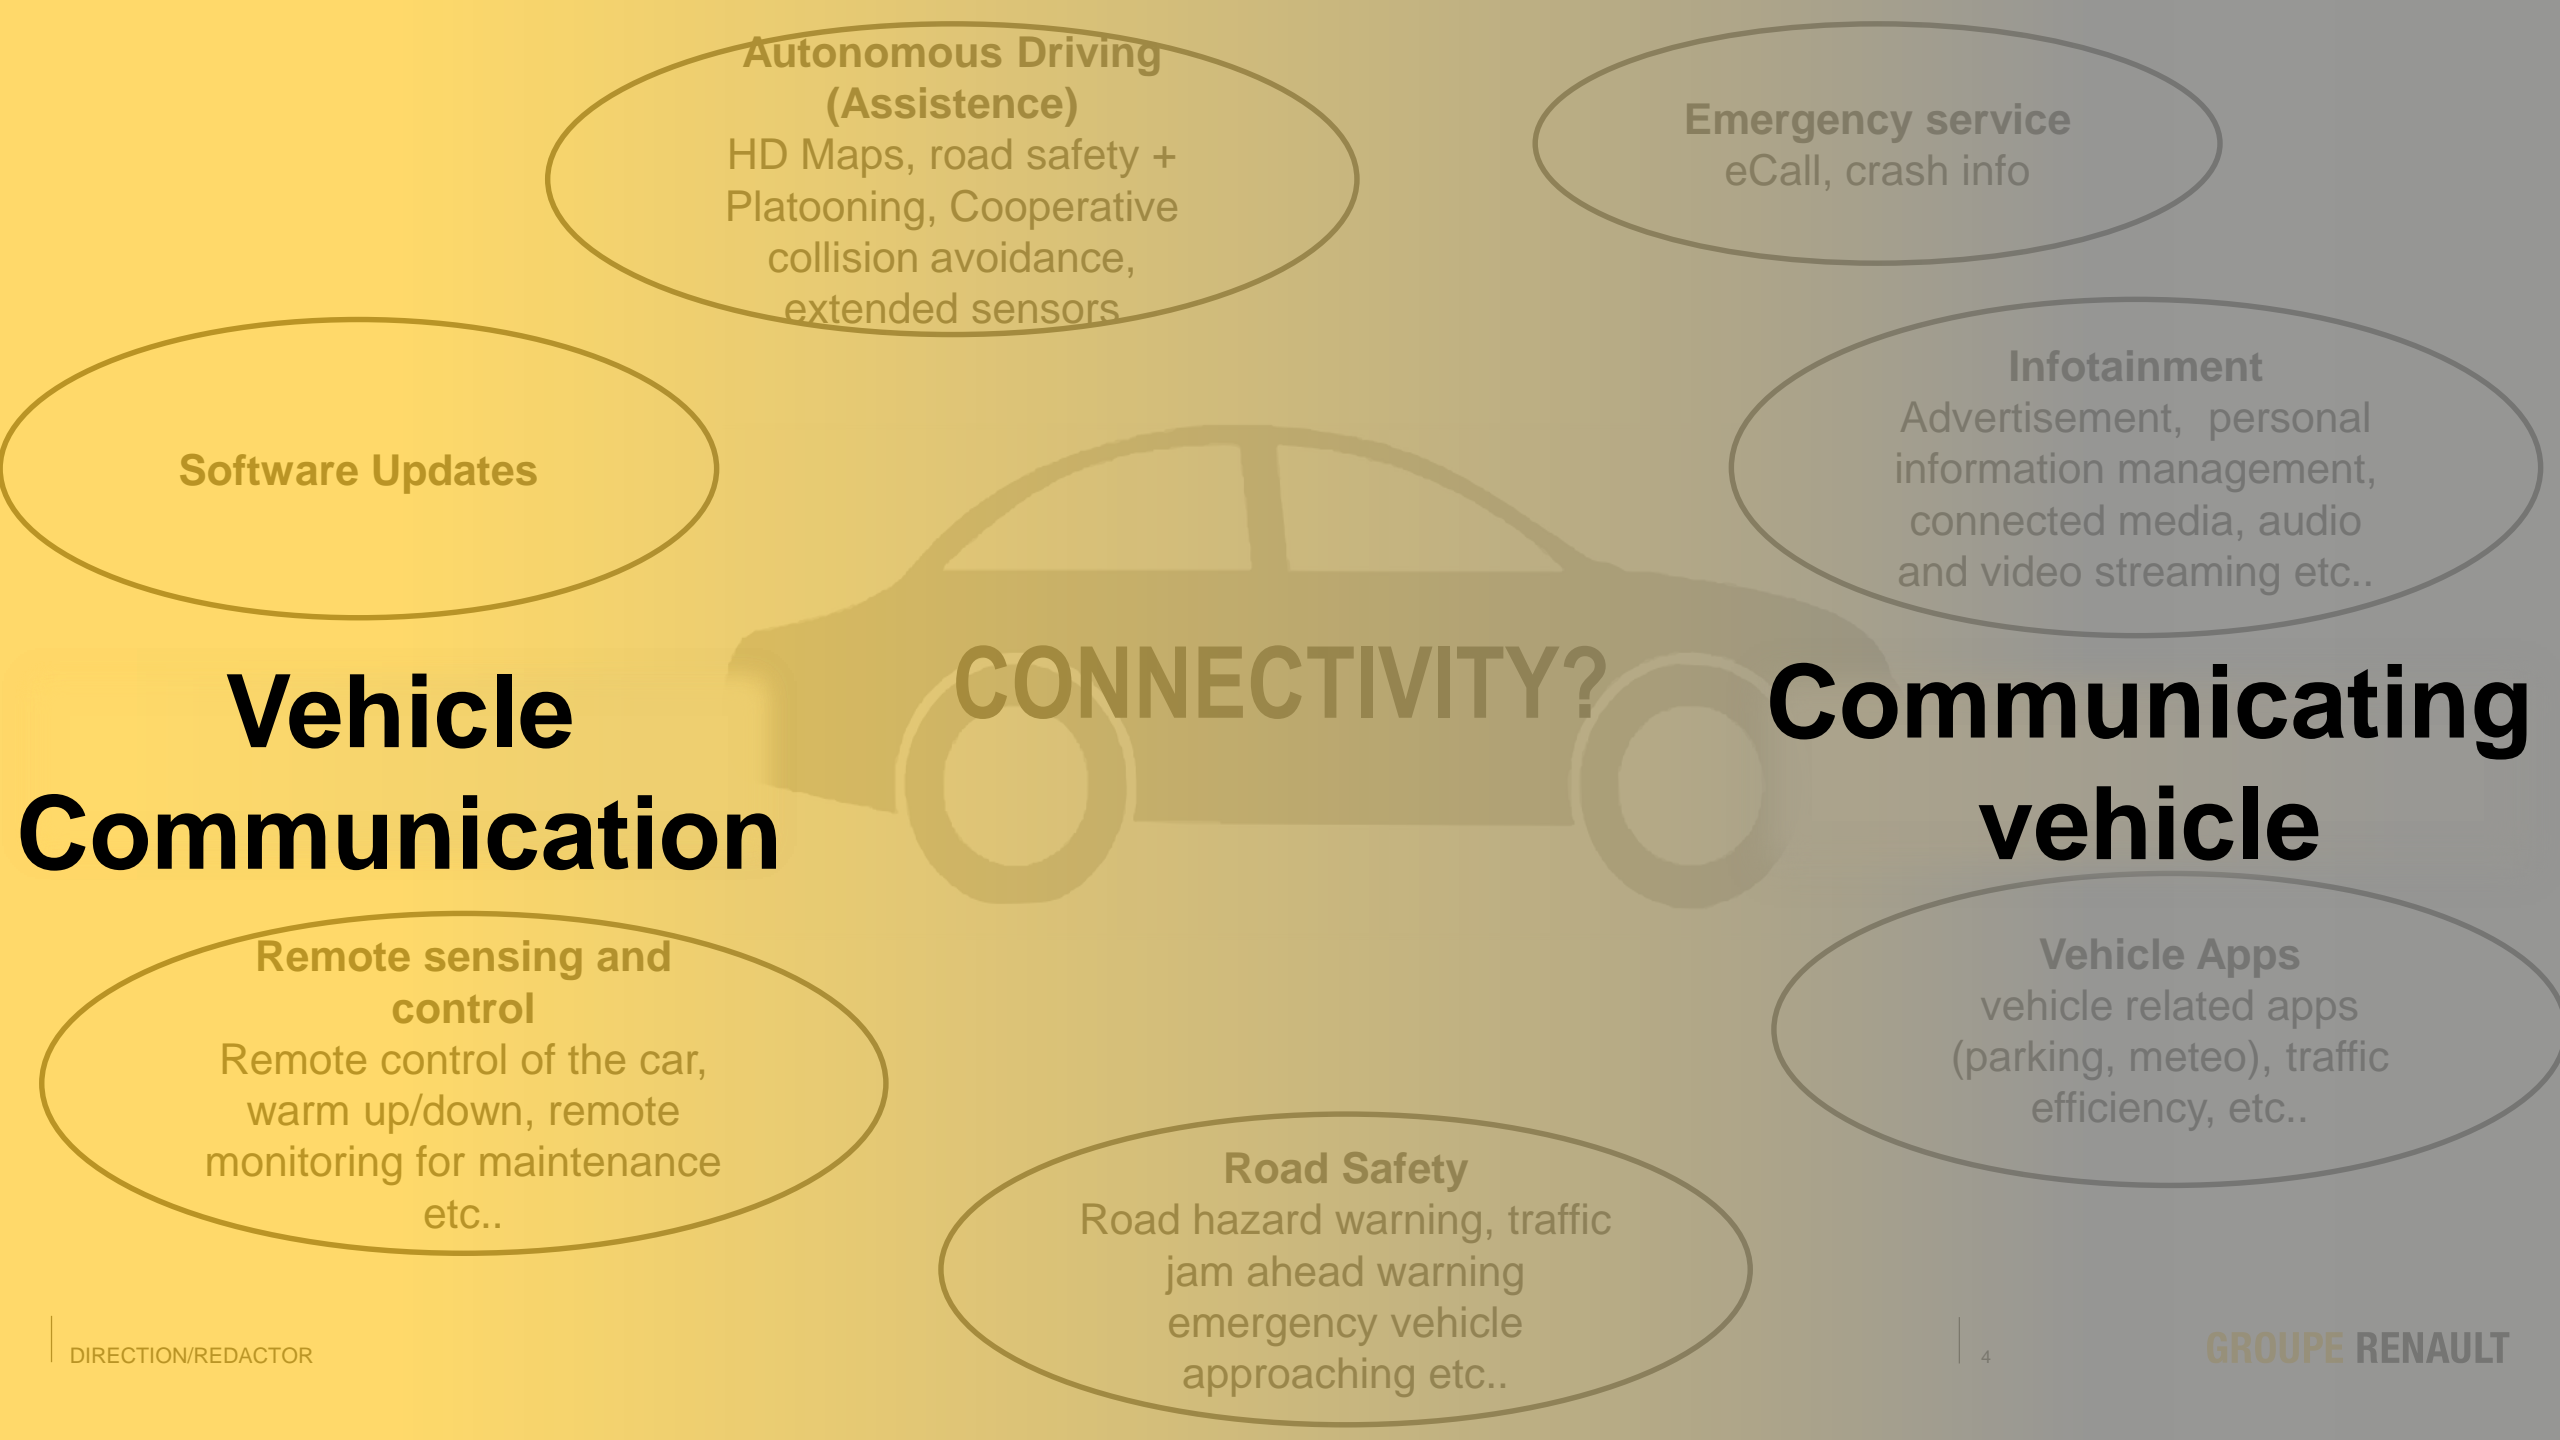 Autonomous Driving
(Assistence)
HD Maps, road safety +
Platooning, Cooperative
collision avoidance,
extended sensors
Emergency service
eCall, crash info
Software Updates
Infotainment
Advertisement,  personal
information management,
connected media, audio
and video streaming etc..
CONNECTIVITY?
Vehicle
Communication
Communicating
vehicle
Remote sensing and
control
Remote control of the car,
warm up/down, remote
monitoring for maintenance
etc..
Vehicle Apps
vehicle related apps
(parking, meteo), traffic
efficiency, etc..
Road Safety
Road hazard warning, traffic
jam ahead warning
emergency vehicle
approaching etc..
DIRECTION/REDACTOR
4
GROUPE RENAULT